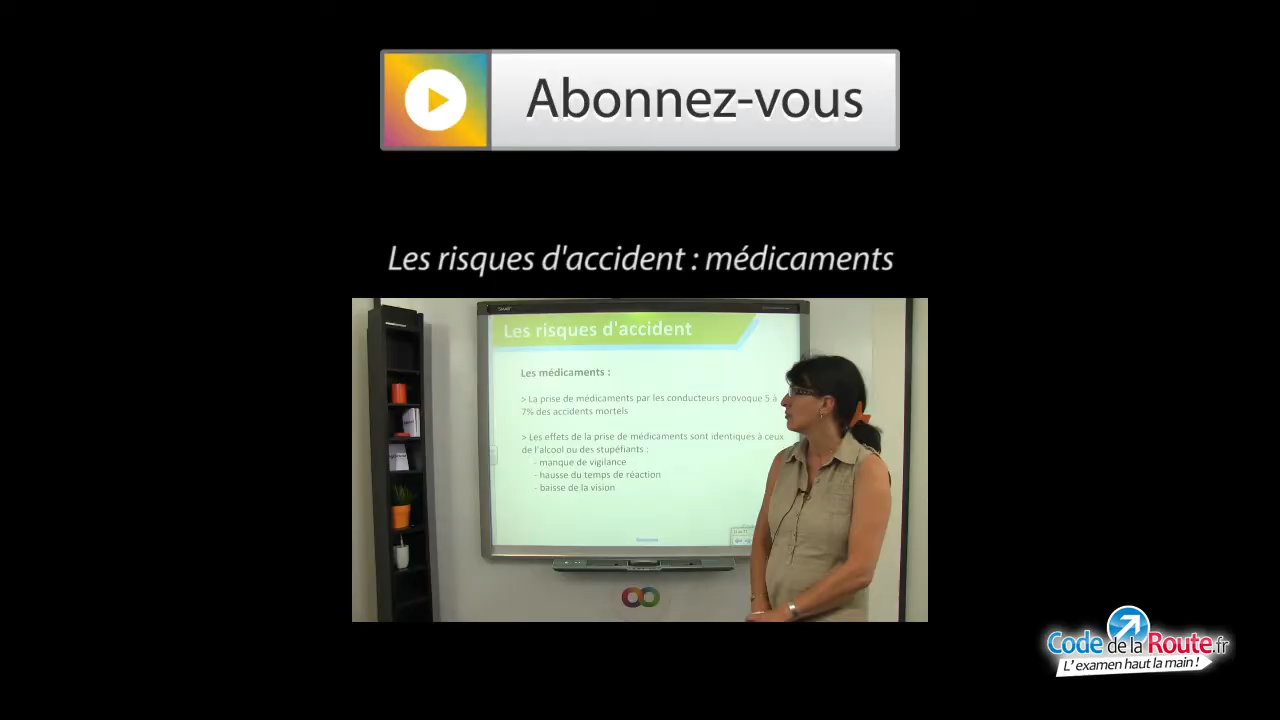 Abonnez-vous
Les risques d'accident : médicaments
Les risques d'accident
Les médicaments :
> La prise de médicaments par les conducteurs provoque 5 à
7% des accidents mortels
> Les effets de la prise de médicaments sont identiques à ceux
de l'alcool ou des stupéfiants :
- manque de vigilance
- hausse du temps de réaction
- baisse de la vision
Code de la Route.fr
L'examen haut la main !